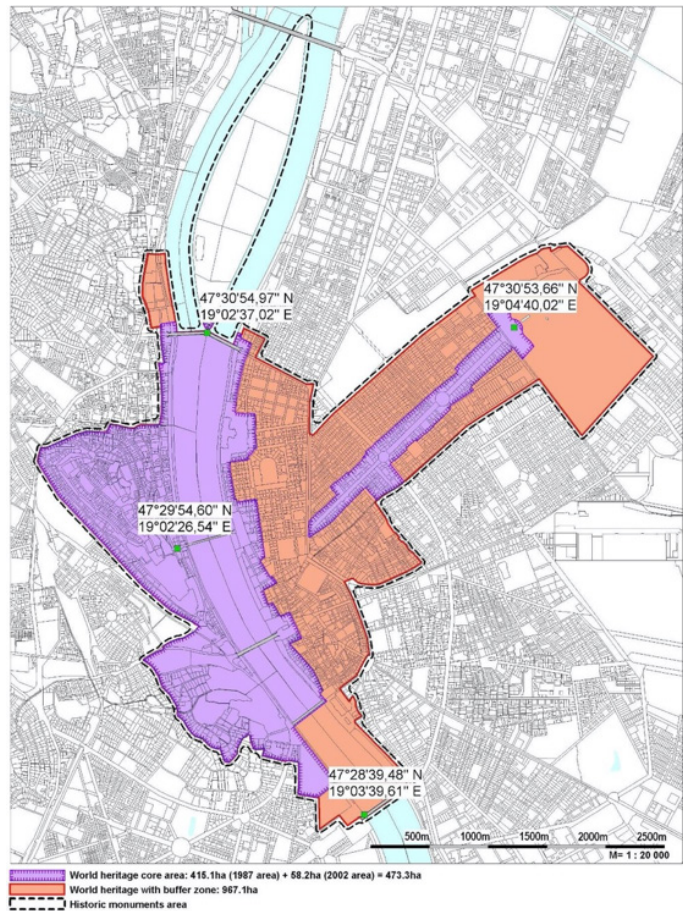 47°30'54,97" N
19°02'37,02" E
47°30'53,66" N
19°04'40,02" E
47°29'54,60" N
19°02'26,54" E
47°28'39,48" N
19°03'39,61" E
500m 1000m 1500m 2000m 2500m
M= 1 : 20 000
World heritage core area: 415.1ha (1987 area) + 58.2ha (2002 area) = 473.3ha
World heritage with buffer zone: 967.1ha
Historic monuments area